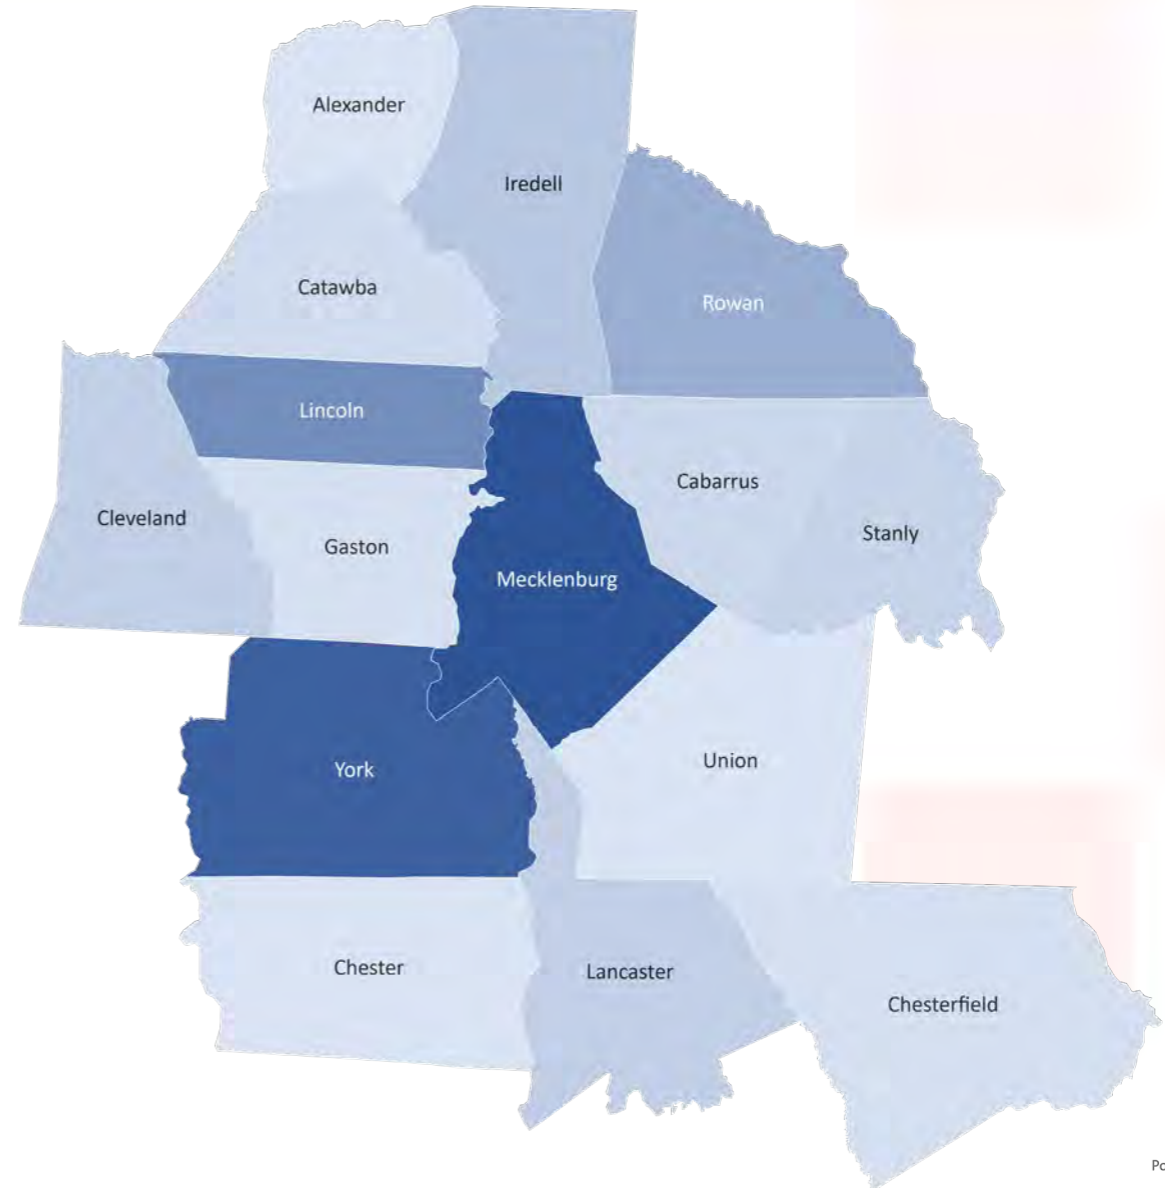 Alexander
Iredell
Catawba
Rowan
Lincoln
Cabarrus
Cleveland
Stanly
Gaston
Mecklenburg
Union
York
Chester
Lancaster
Chesterfield